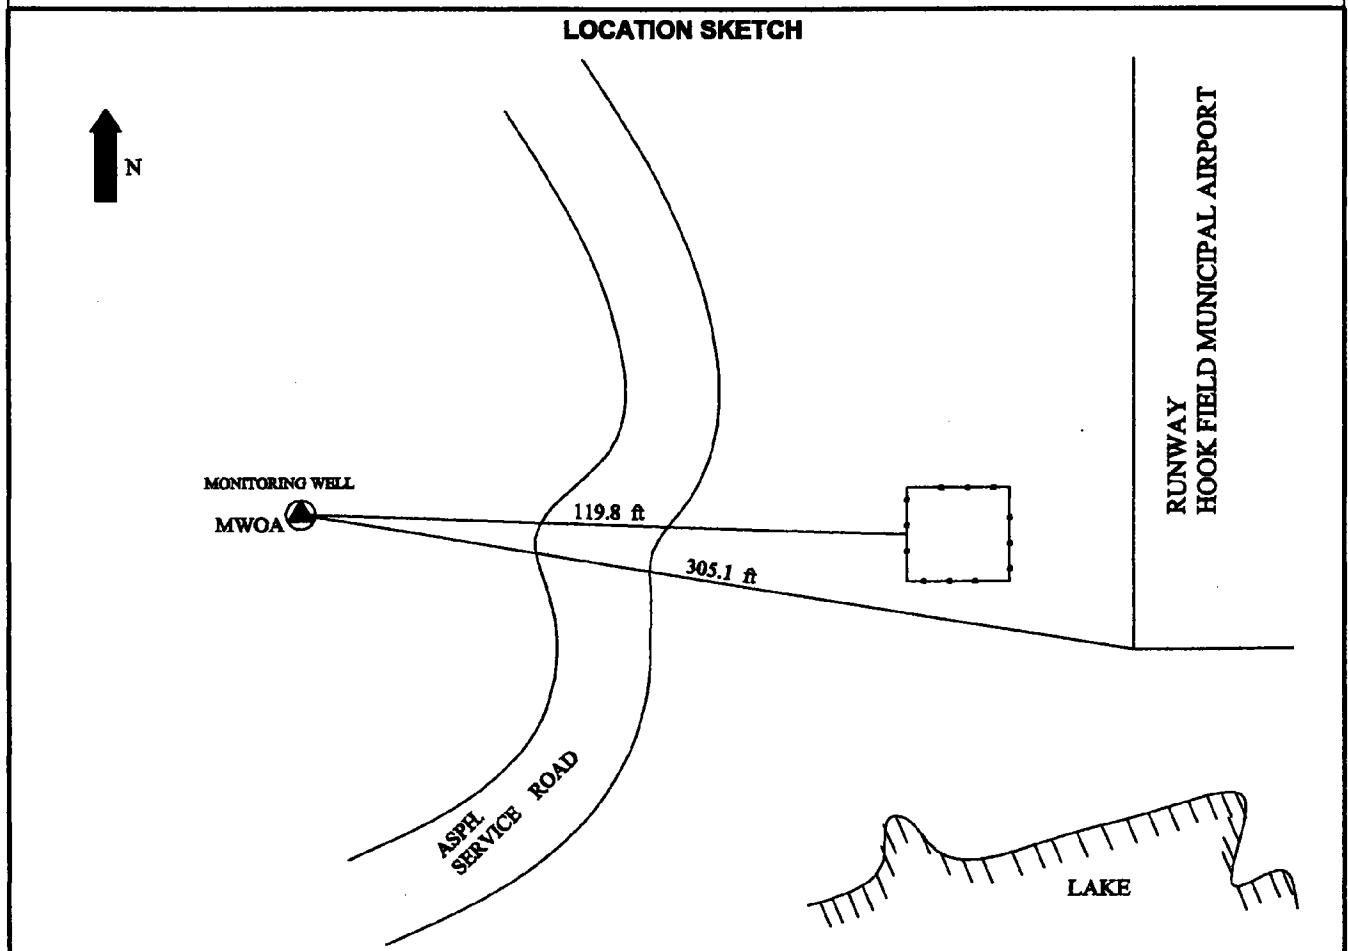 LOCATION SKETCH
N
RUNWAY
HOOK FIELD MUNICIPAL AIRPORT
MONITORING WELL
MWOA
119.8 ft
305.1 ft
ASPH.
SERVICE ROAD
LAKE